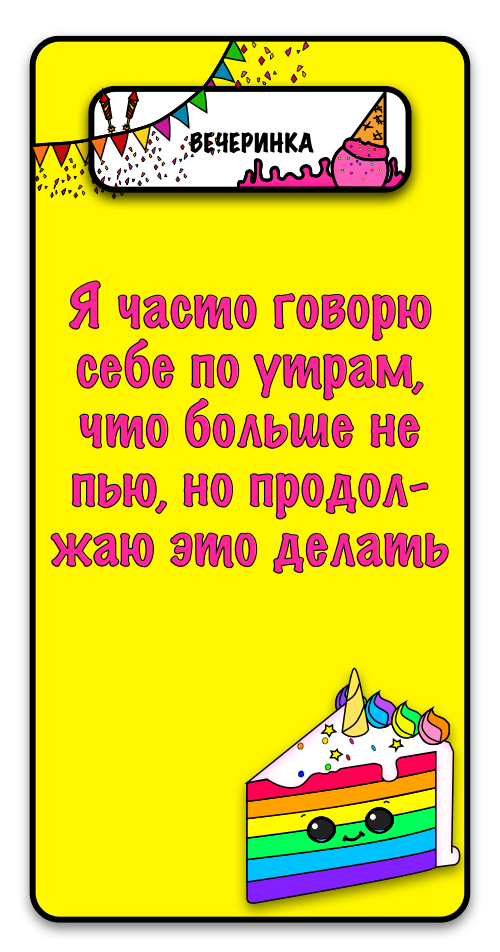 ВЕЧЕРИНКА
Я часто говорю
себе по утрам,
что больше не
пью, но продол-
жаю это делать